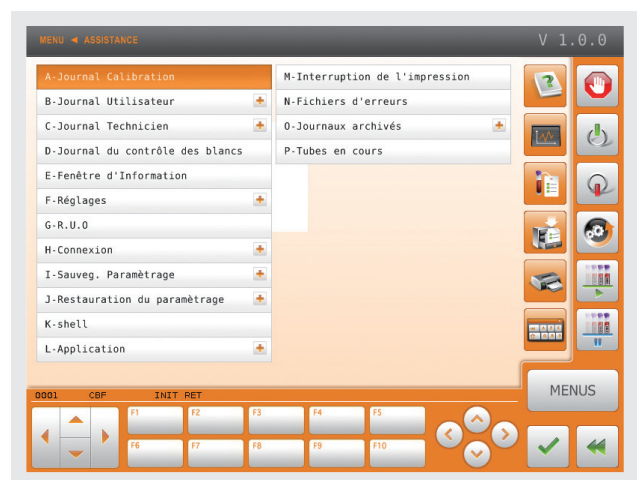 MENU ◄ ASSISTANCE
V 1.0.0
A-Journal Calibration
B-Journal Utilisateur
C-Journal Technicien
D-Journal du contrôle des blancs
E-Fenêtre d'Information
F-Réglages
G-R.U.O
H-Connexion
I-Sauveg. Paramètrage
J-Restauration du paramètrage
K-shell
L-Application
M-Interruption de l'impression
N-Fichiers d'erreurs
O-Journaux archivés
P-Tubes en cours
MENUS
0001 CBF INIT RET
F1 F2 F3 F4 F5
F6 F7 F8 F9 F10